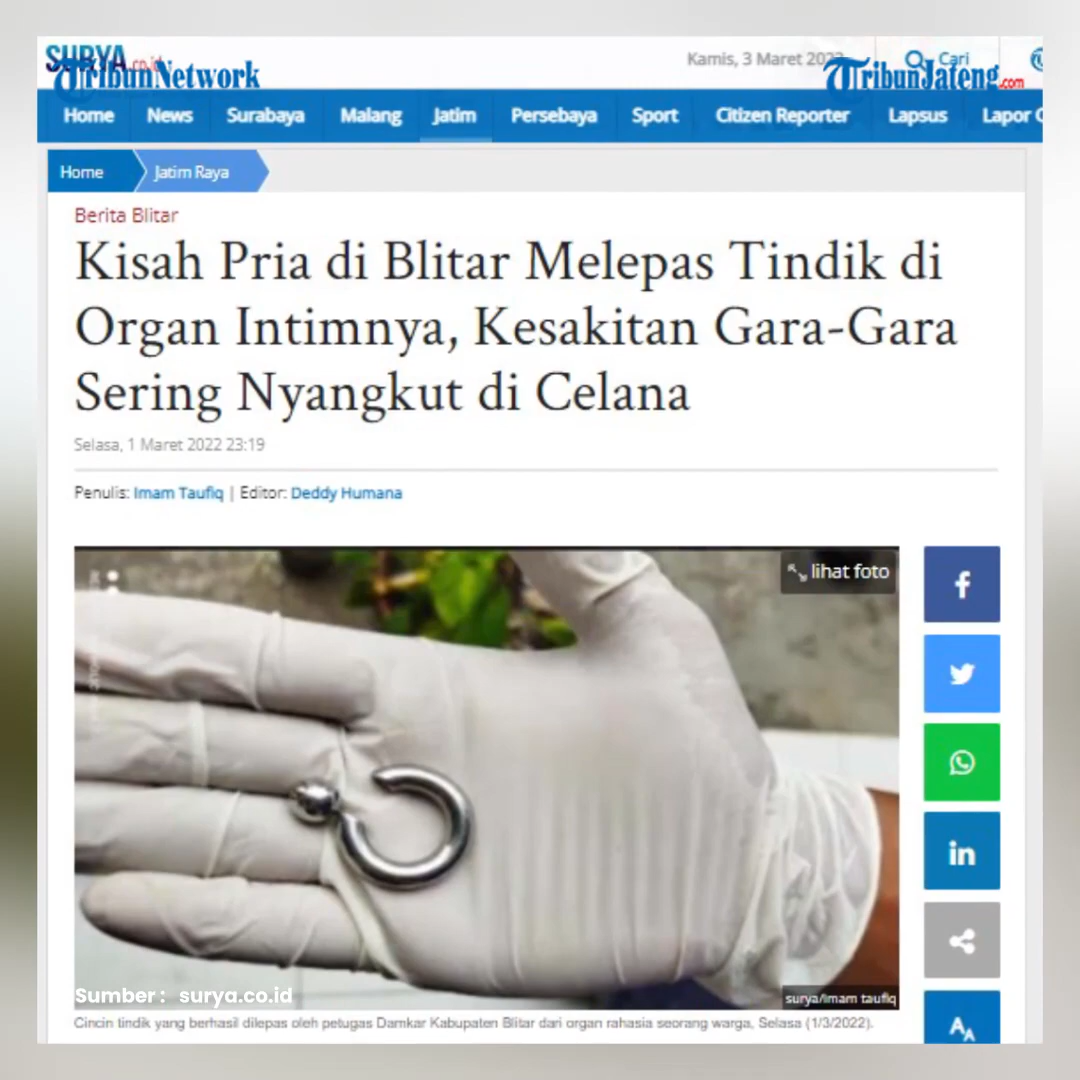 SURYA.co.id
TribunNetwork
Kamis, 3 Maret 2022
Cari
TribunJateng.com
Home News Surabaya Malang Jatim Persebaya Sport Citizen Reporter Lapsus Lapor
Home Jatim Raya
Berita Blitar
Kisah Pria di Blitar Melepas Tindik di
Organ Intimnya, Kesakitan Gara-Gara
Sering Nyangkut di Celana
Selasa, 1 Maret 2022 23:19
Penulis: Imam Taufiq | Editor: Deddy Humana
lihat foto
Sumber : surya.co.id
surya/imam taufiq
Cincin tindik yang berhasil dilepas oleh petugas Damkar Kabupaten Blitar dari organ rahasia seorang warga, Selasa (1/3/2022).
AA